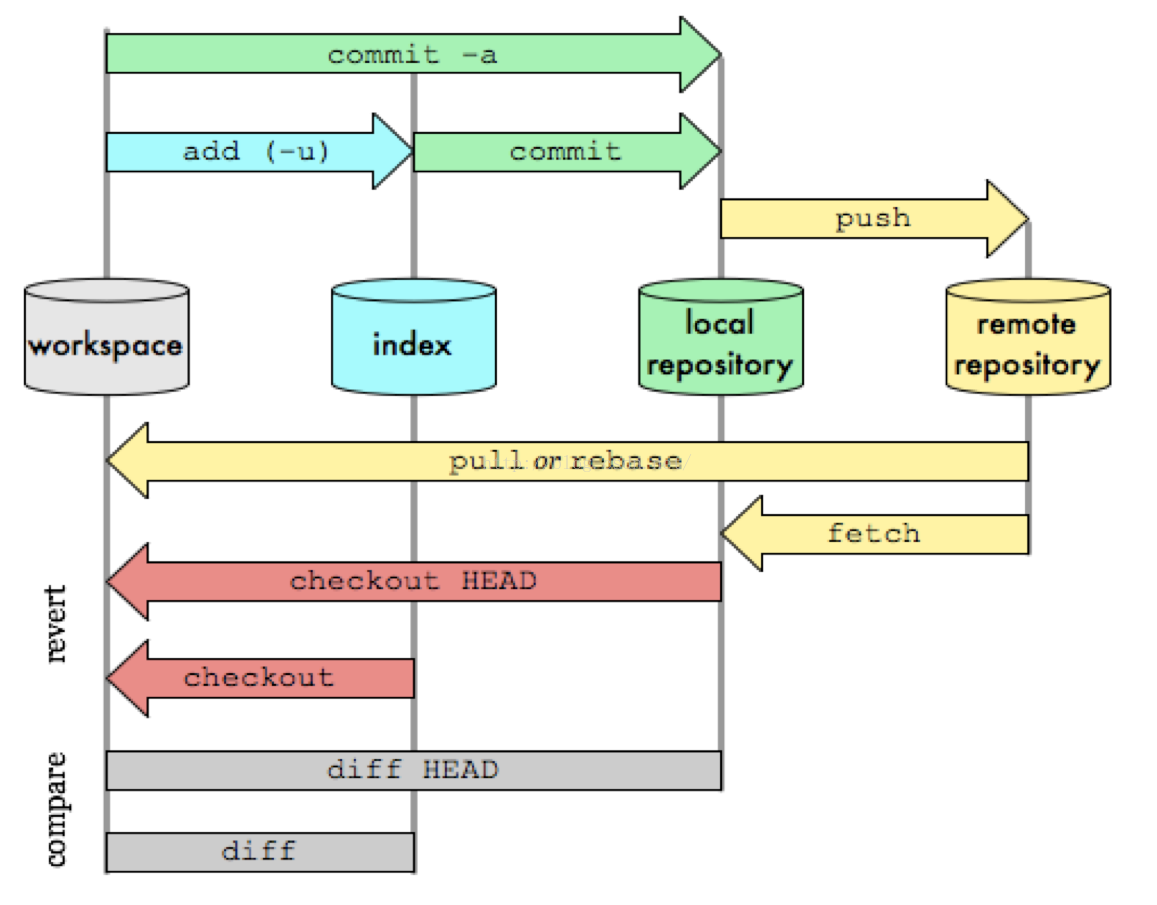 commit -a
add (-u)
commit
push
workspace
index
local
repository
remote
repository
pull or rebase
fetch
revert
checkout HEAD
checkout
compare
diff HEAD
diff